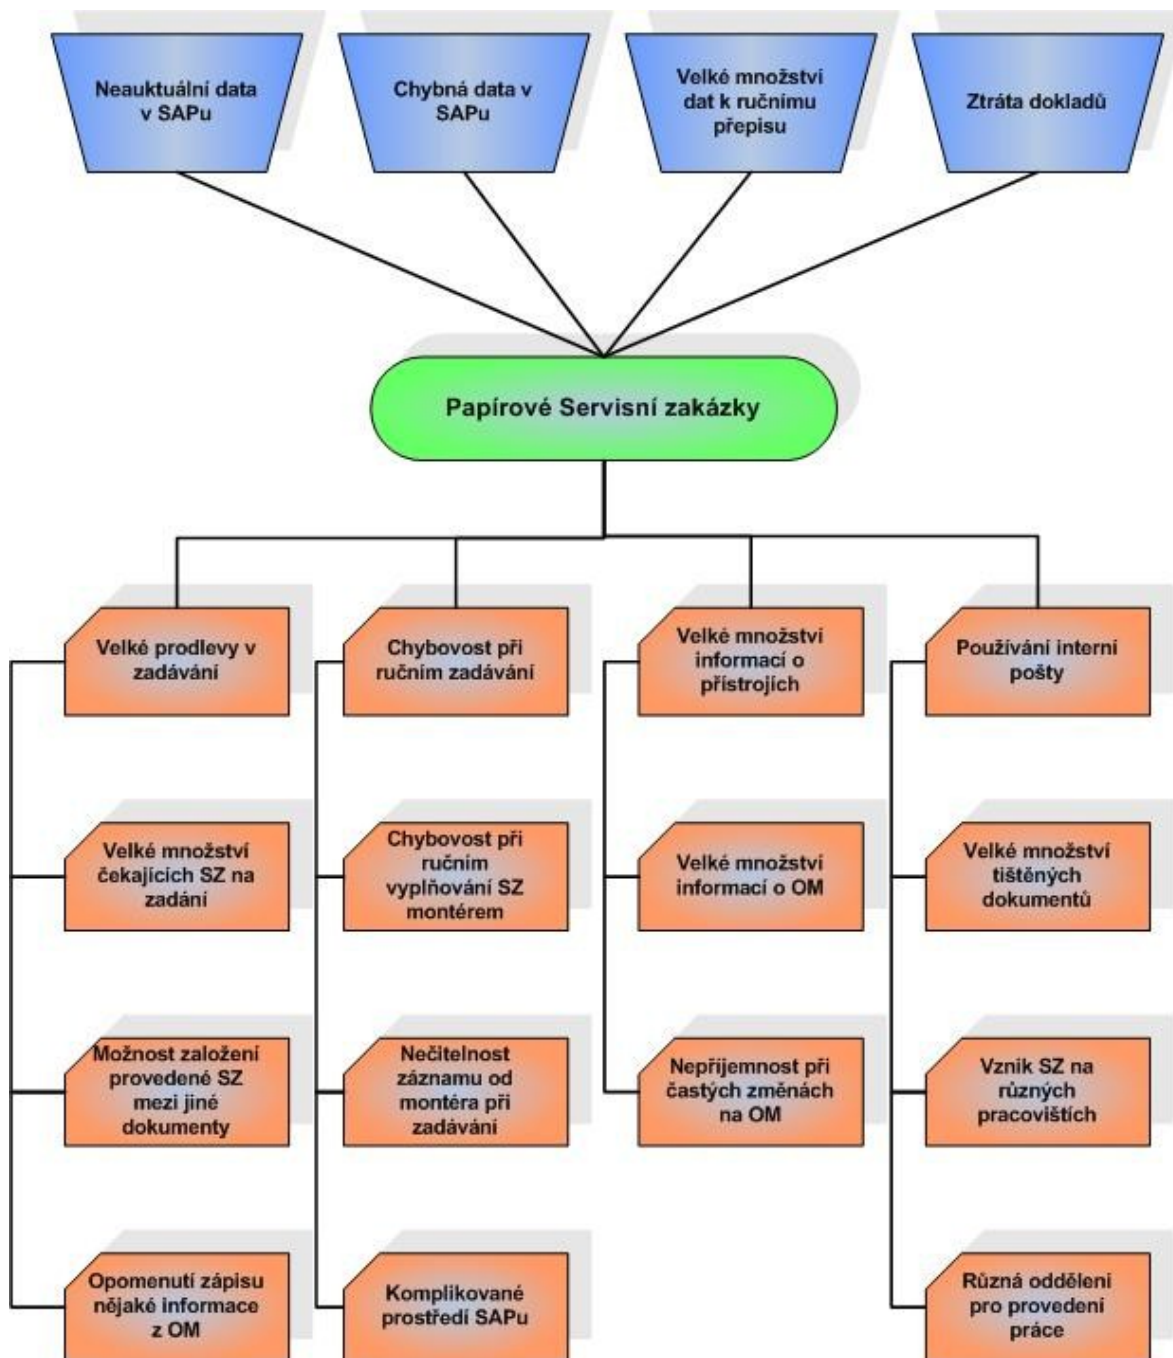 Neauktuální data
v SAPu
Chybná data v
SAPu
Velké množství
dat k ručnímu
přepisu
Ztráta dokladů
Papírové Servisní zakázky
Velké prodlevy v
zadávání
Chybovost při
ručním zadávání
Velké množství
informací o
přístrojích
Používání interní
pošty
Velké množství
čekajících SZ na
zadání
Chybovost při
ručním
vyplňování SZ
montérem
Velké množství
informací o OM
Velké množství
tištěných
dokumentů
Možnost založení
provedené SZ
mezi jiné
dokumenty
Nečitelnost
záznamu od
montéra při
zadávání
Nepříjemnost při
častých změnách
na OM
Vznik SZ na
různých
pracovištích
Opomenutí zápisu
nějaké informace
z OM
Komplikované
prostředí SAPu
Různá oddělení
pro provedení
práce